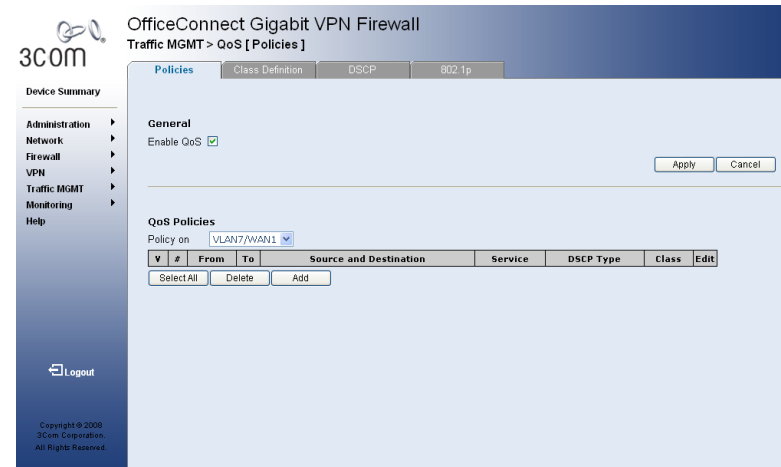 3COM
OfficeConnect Gigabit VPN Firewall
Traffic MGMT > QoS [ Policies ]
Policies Class Definition DSCP 802.1p
Device Summary
Administration
Network
Firewall
VPN
Traffic MGMT
Monitoring
Help
General
Enable QoS
Apply Cancel
QoS Policies
Policy on VLAN7/WAN1
V # From To Source and Destination Service DSCP Type Class Edit
Select All Delete Add
Logout
Copyright © 2008
3Com Corporation.
All Rights Reserved.